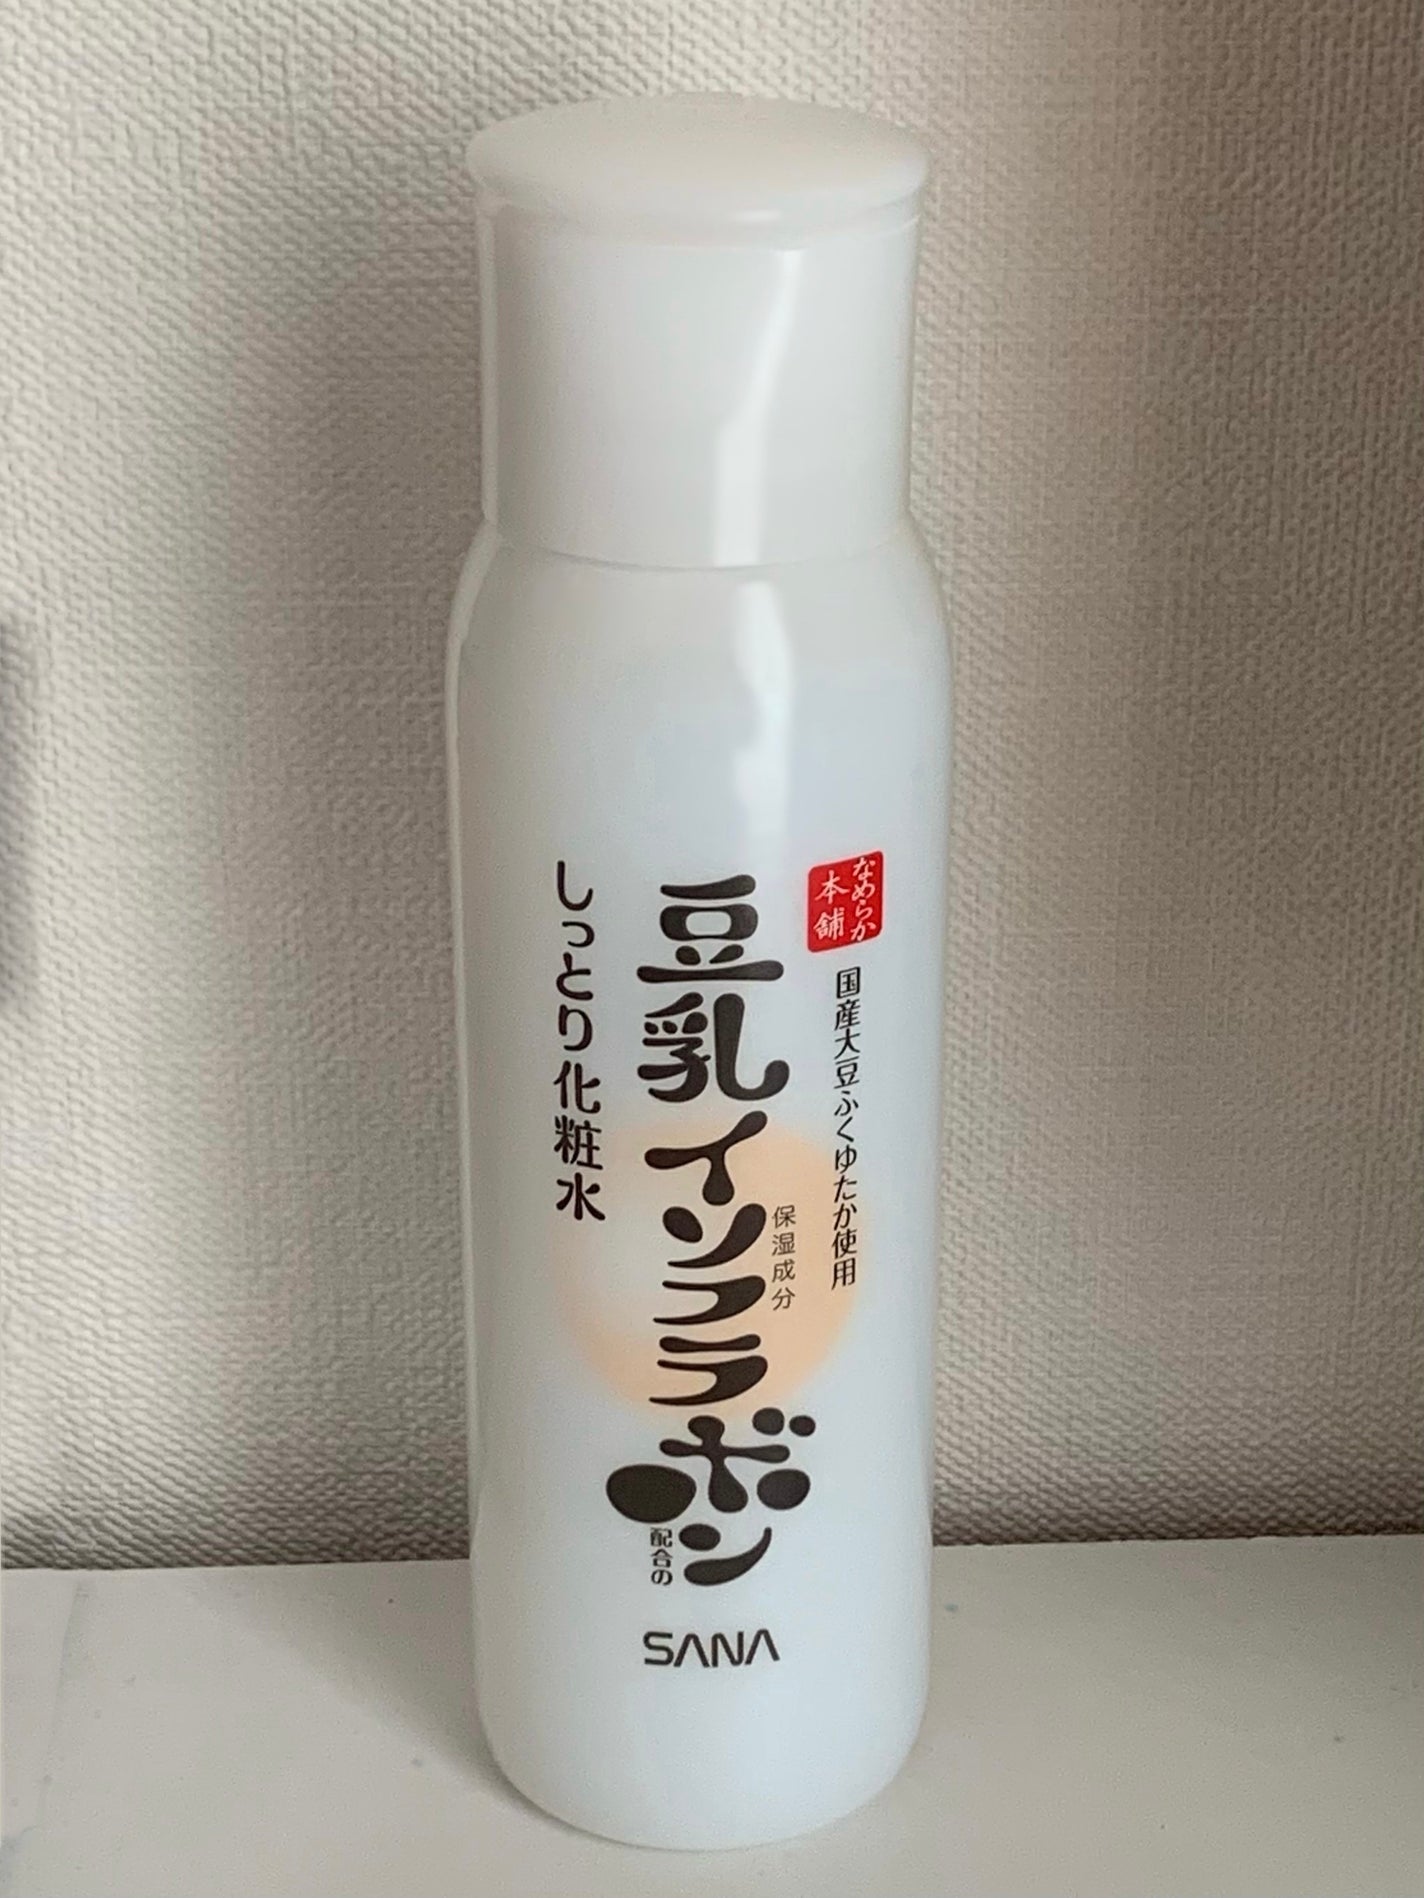 なめらか
本舗
国産大豆ふくゆたか使用
保湿成分
豆乳イソフラボン
配合の
しっとり化粧水
SANA